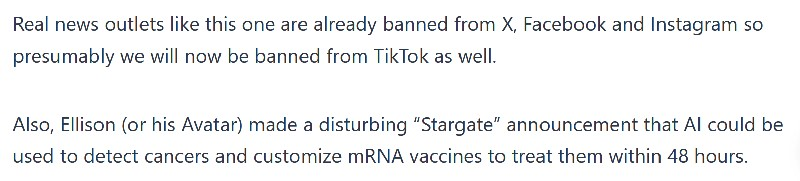 Real news outlets like this one are already banned from X, Facebook and Instagram so
presumably we will now be banned from TikTok as well.
Also, Ellison (or his Avatar) made a disturbing “Stargate” announcement that AI could be
used to detect cancers and customize mRNA vaccines to treat them within 48 hours.